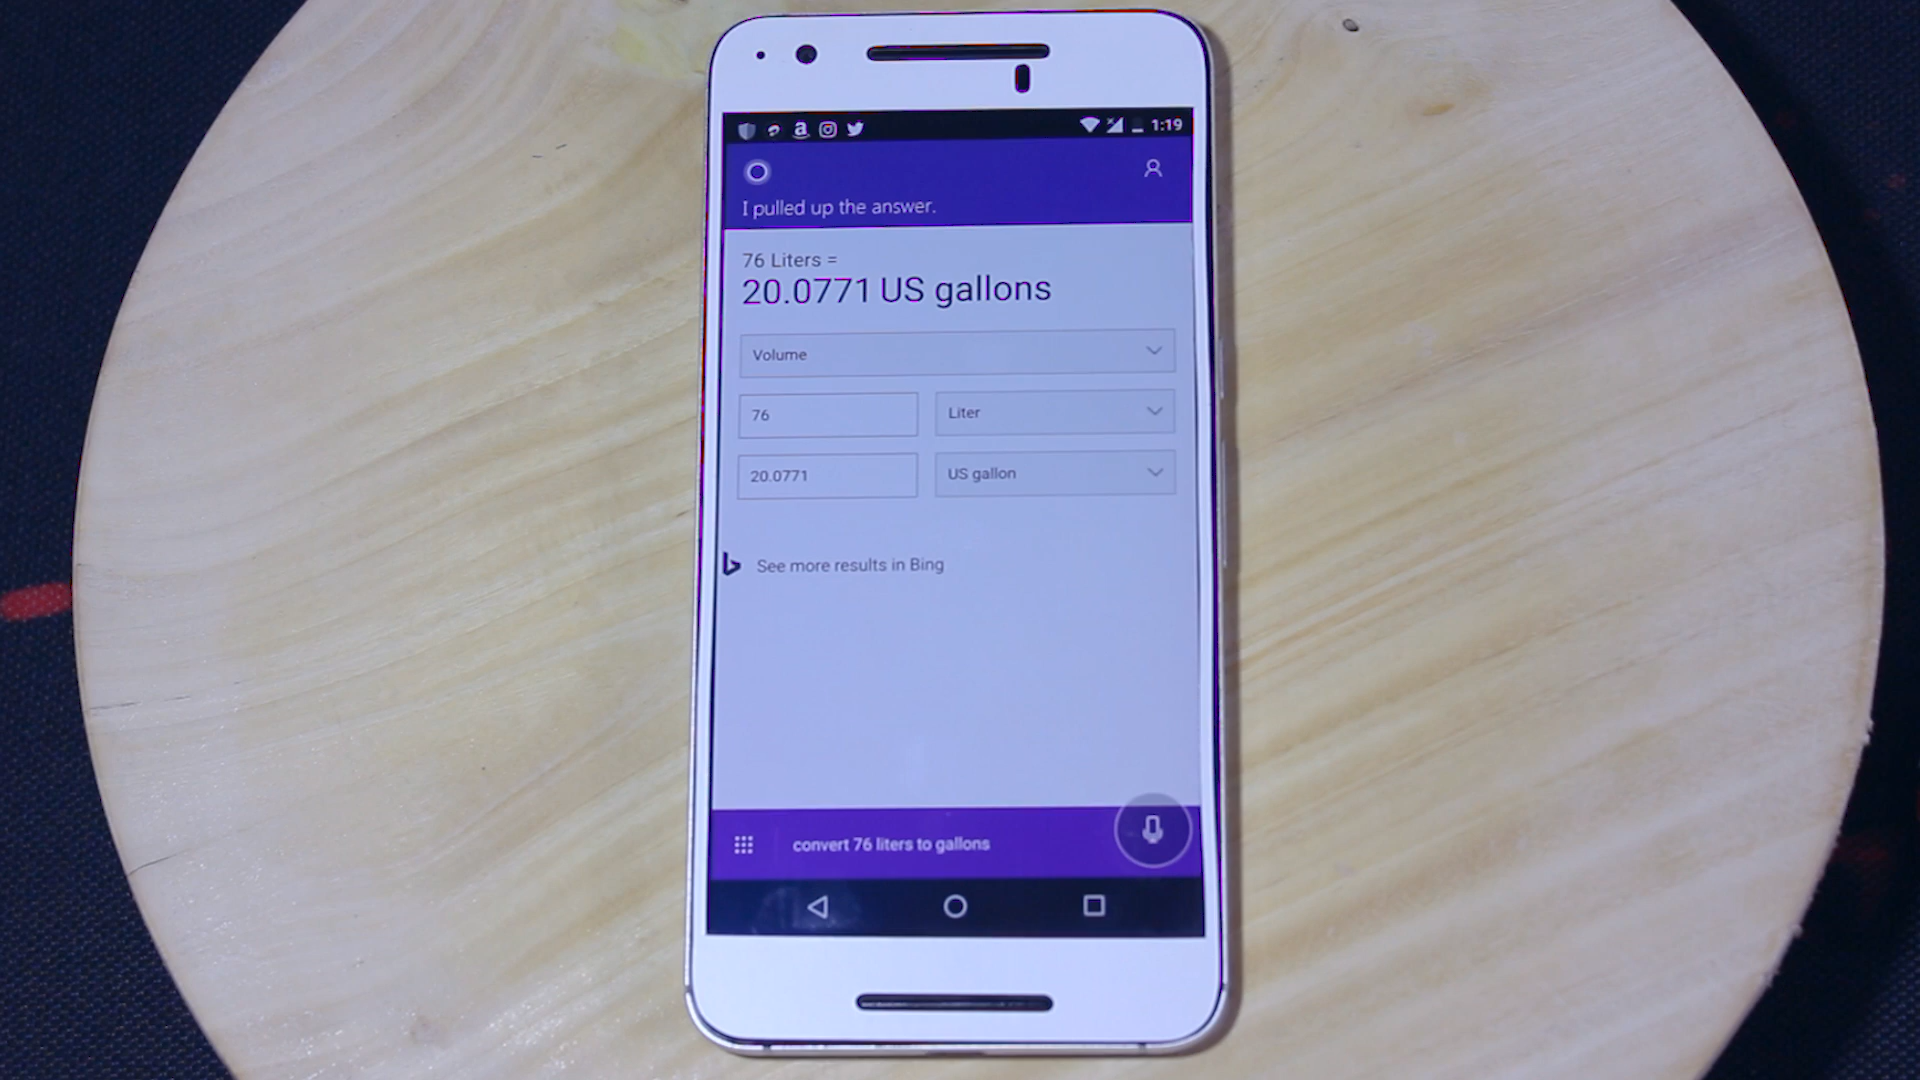 1:19
I pulled up the answer.
76 Liters =
20.0771 US gallons
Volume
76 Liter
20.0771 US gallon
See more results in Bing
convert 76 liters to gallons